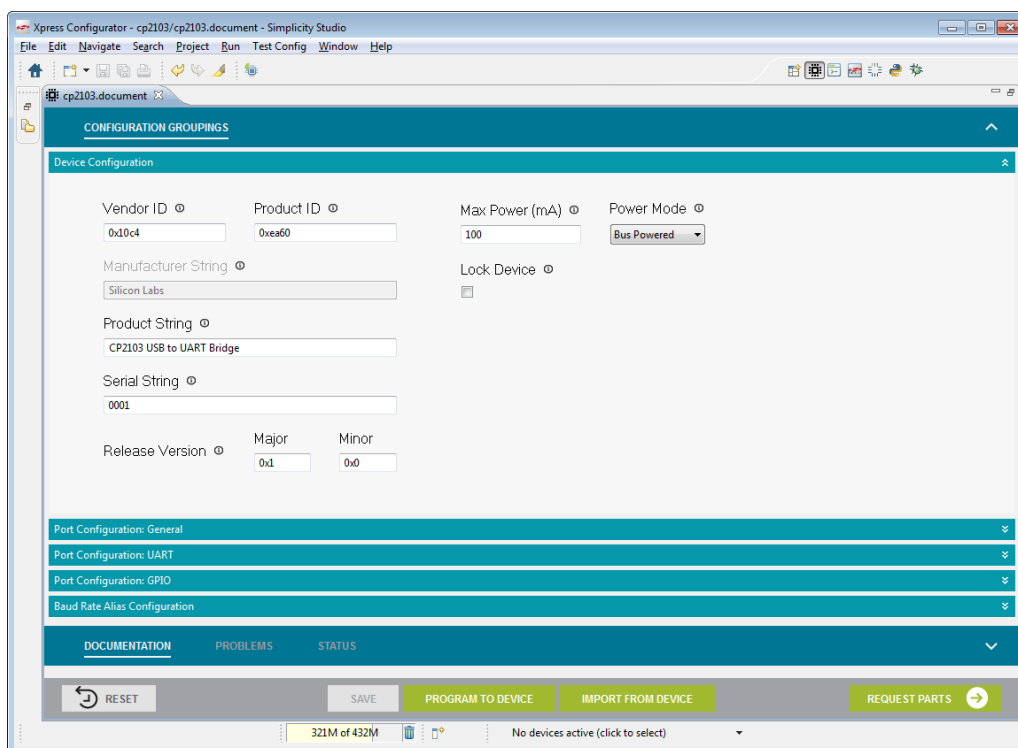 Xpress Configurator - cp2103/cp2103.document - Simplicity Studio
File Edit Navigate Search Project Run Test Config Window Help
cp2103.document
CONFIGURATION GROUPINGS
Device Configuration
Vendor ID Product ID Max Power (mA) Power Mode
0x10c4 0xea60 100 Bus Powered
Manufacturer String Lock Device
Silicon Labs
Product String
CP2103 USB to UART Bridge
Serial String
0001
Release Version Major Minor
0x1 0x0
Port Configuration: General
Port Configuration: UART
Port Configuration: GPIO
Baud Rate Alias Configuration
DOCUMENTATION PROBLEMS STATUS
RESET SAVE PROGRAM TO DEVICE IMPORT FROM DEVICE REQUEST PARTS
321M of 432M No devices active (click to select)